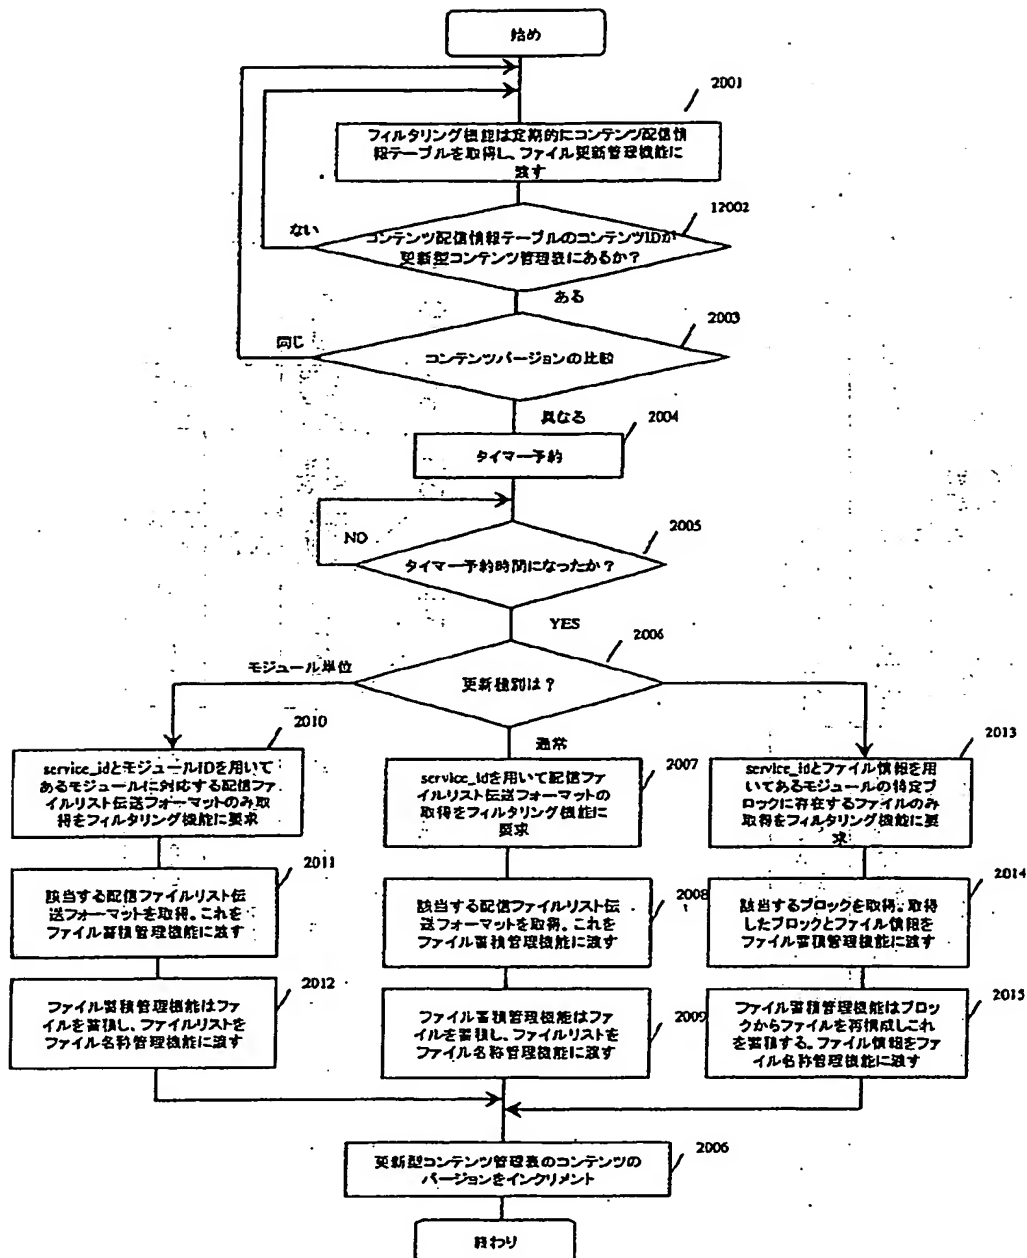 始め
2001
フィルタリング機能は定期的にコンテンツ配信情
報テーブルを取得し、ファイル更新管理機能に
渡す
12002
ない
コンテンツ配信情報テーブルのコンテンツIDが
更新型コンテンツ管理表にあるか?
ある
2003
同じ
コンテンツバージョンの比較
異なる
2004
タイマー予約
NO
2005
タイマー予約時間になったか?
YES
2006
モジュール単位
更新種別は?
通常
2010
service_idとモジュールIDを用いて
あるモジュールに対応する配信ファ
イルリスト伝送フォーマットのみ取
得をフィルタリング機能に要求
2007
service_idを用いて配信ファ
イルリスト伝送フォーマットの
取得をフィルタリング機能に
要求
2013
service_idとファイル情報を用
いてあるモジュールの特定ブ
ロックに存在するファイルのみ
取得をフィルタリング機能に要
求
2011
該当する配信ファイルリスト伝
送フォーマットを取得。これを
ファイル蓄積管理機能に渡す
2008
該当する配信ファイルリスト伝
送フォーマットを取得。これを
ファイル蓄積管理機能に渡す
2014
該当するブロックを取得。取得
したブロックとファイル情報を
ファイル蓄積管理機能に渡す
2012
ファイル蓄積管理機能はファ
イルを蓄積し、ファイルリストを
ファイル名称管理機能に渡す
2009
ファイル蓄積管理機能はファ
イルを蓄積し、ファイルリストを
ファイル名称管理機能に渡す
2015
ファイル蓄積管理機能はブロッ
クからファイルを再構成しこれ
を蓄積する。ファイル情報をファ
イル名称管理機能に渡す
2006
更新型コンテンツ管理表のコンテンツの
バージョンをインクリメント
終わり